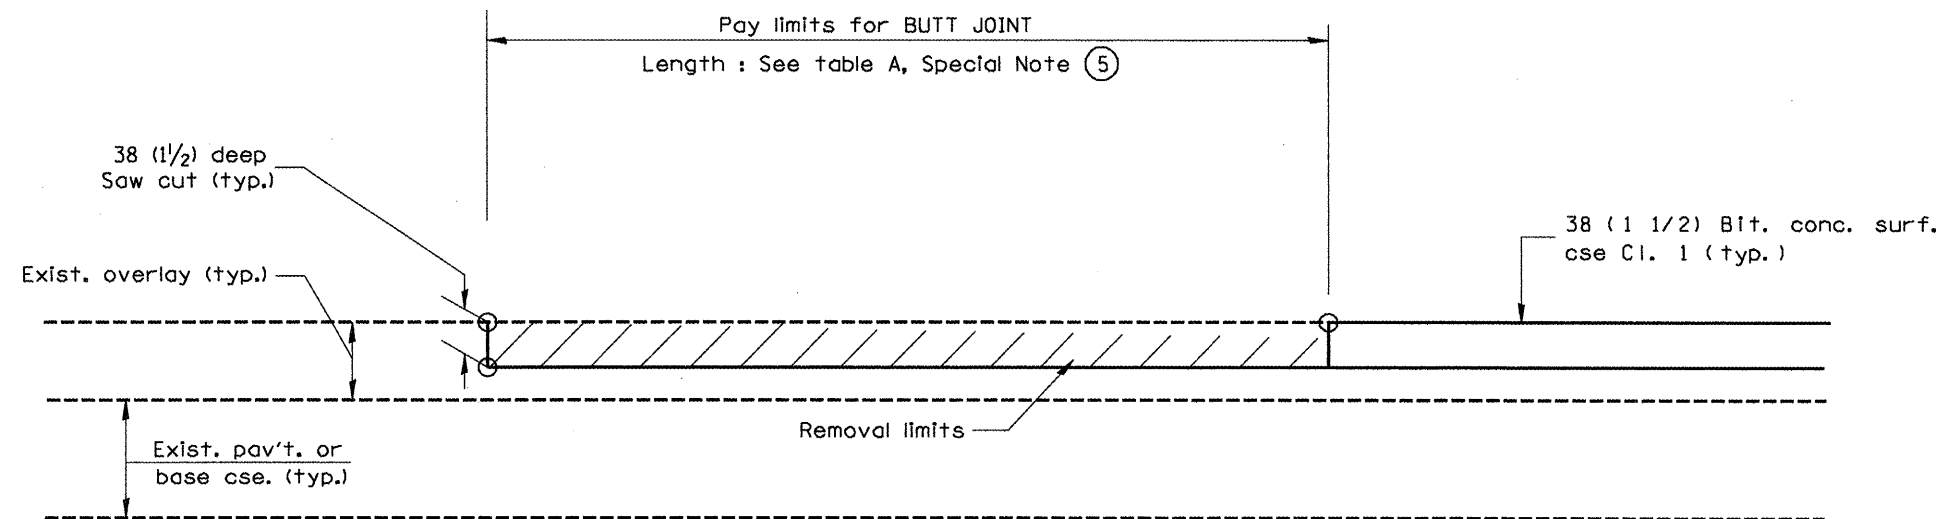 Pay limits for BUTT JOINT
Length : See table A, Special Note 5
38 (1 1/2) deep
Saw cut (typ.)
38 (1 1/2) Bit. conc. surf.
cse Cl. 1 (typ.)
Exist. overlay (typ.)
Removal limits
Exist. pav't. or
base cse. (typ.)